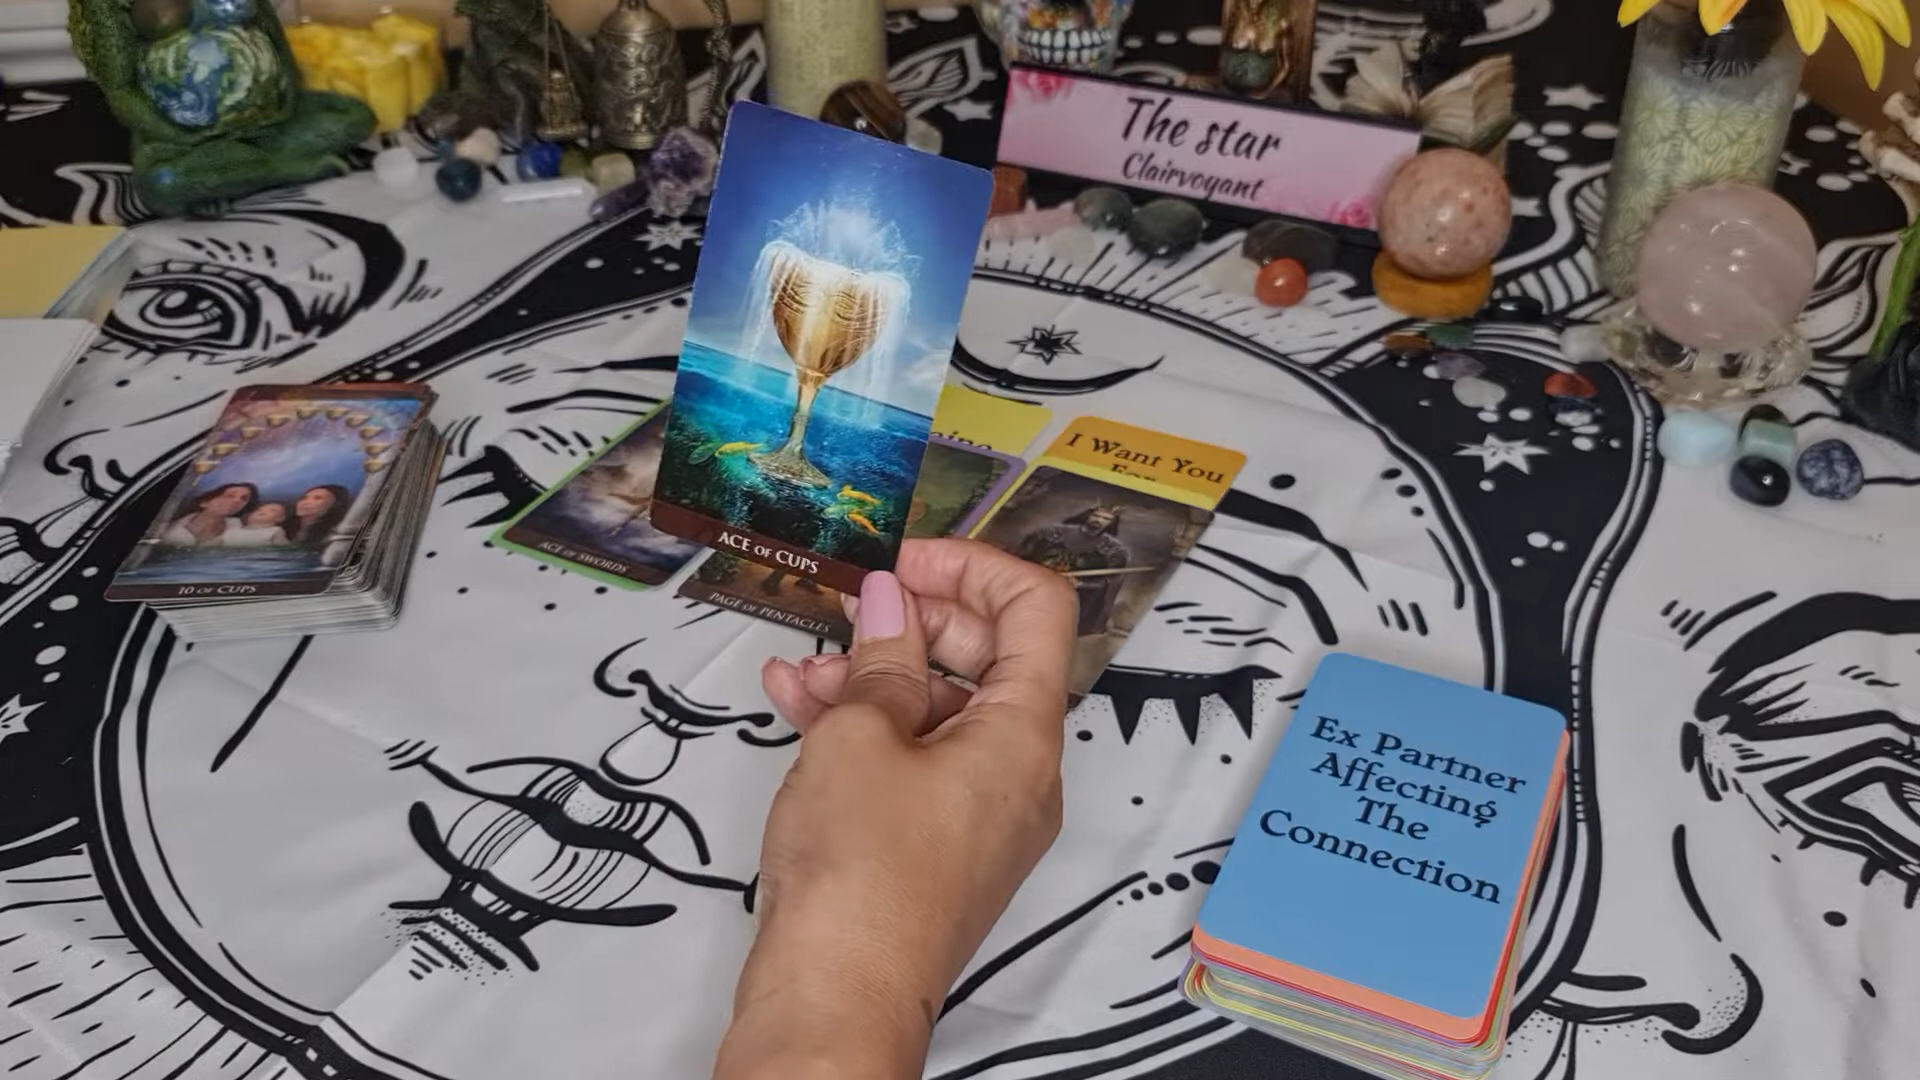 The star
Clairvoyant
I Want You
ACE OF SWORDS
ACE OF CUPS
10 OF CUPS
PAGE OF PENTACLES
Ex Partner
Affecting
The
Connection